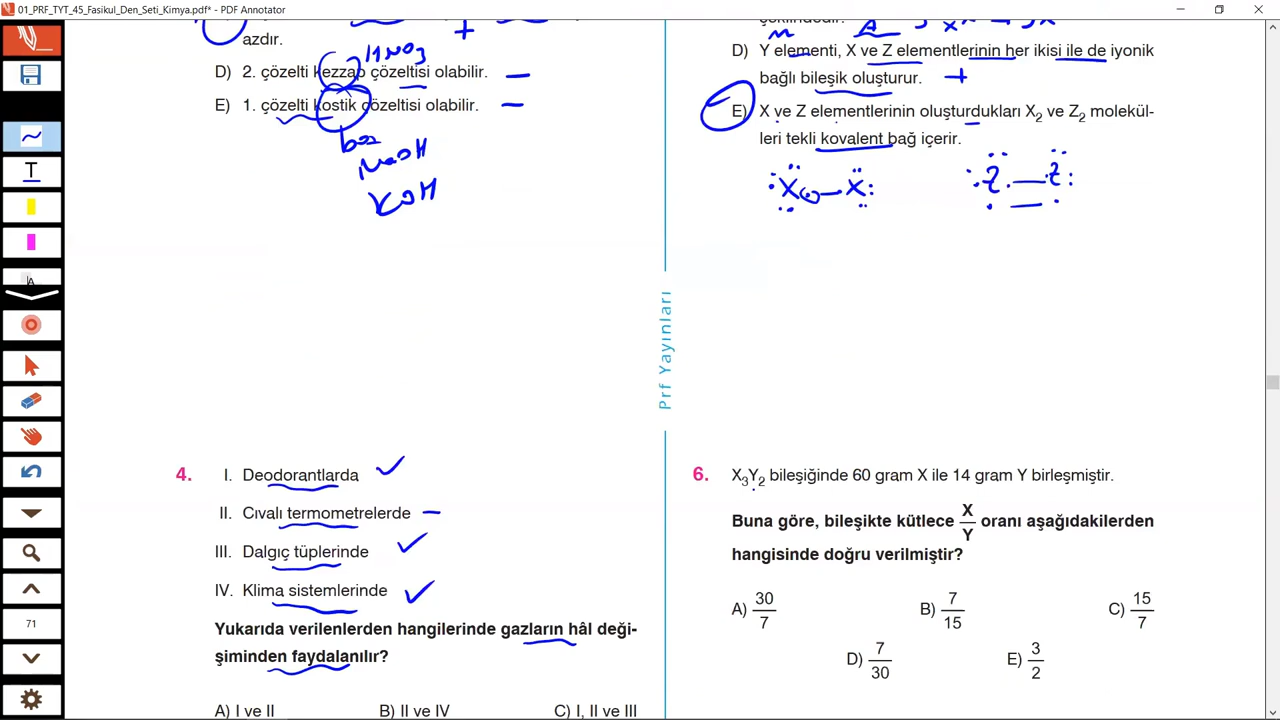 01_PRF_TYT_45_Fasikul_Den_Seti_Kimya.pdf* - PDF Annotator
azdır.
HNO3
D) 2. çözelti kezzap çözeltisi olabilir. –
E) 1. çözelti kostik çözeltisi olabilir. –
baz
NaOH
KOH
4. I. Deodorantlarda ✓
II. Cıvalı termometrelerde –
III. Dalgıç tüplerinde ✓
IV. Klima sistemlerinde ✓
Yukarıda verilenlerden hangilerinde gazların hâl deği-
şiminden faydalanılır?
A) I ve II B) II ve IV C) I, II ve III
Prf Yayınları
şeklindedir.
D) Y elementi, X ve Z elementlerinin her ikisi ile de iyonik
bağlı bileşik oluşturur. +
E) X ve Z elementlerinin oluşturdukları X2 ve Z2 molekül-
leri tekli kovalent bağ içerir.
X – X Z = Z
6. X3Y2 bileşiğinde 60 gram X ile 14 gram Y birleşmiştir.
Buna göre, bileşikte kütlece X/Y oranı aşağıdakilerden
hangisinde doğru verilmiştir?
A) 30/7 B) 7/15 C) 15/7
D) 7/30 E) 3/2
T
A
71